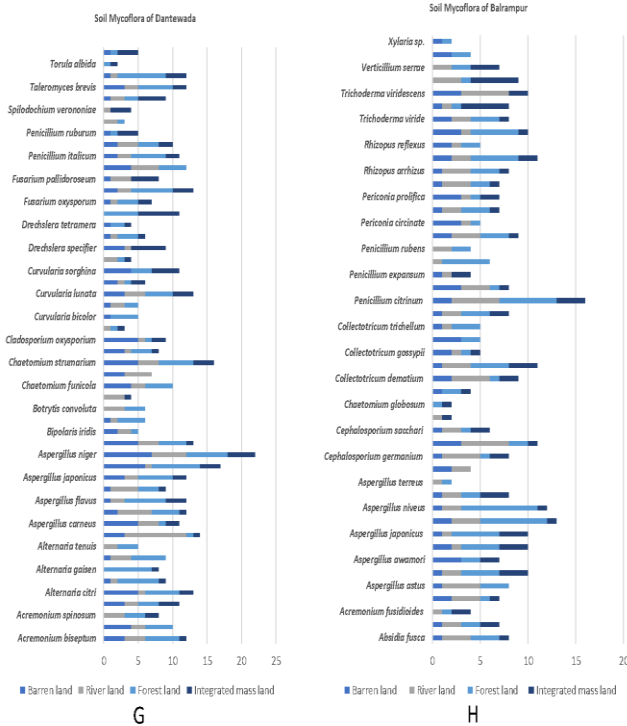 Soil Mycoflora of Dantewada
Torula albida
Taleromyces brevis
Spilodochium vernoniae
Penicillium ruburum
Penicillium italicum
Fusarium pallidoroseum
Fusarium oxysporum
Drechslera tetramera
Drechslera specifier
Curvularia sorghina
Curvularia lunata
Curvularia bicolor
Cladosporium oxysporium
Chaetomium strumarium
Chaetomium funicola
Botrytis convoluta
Bipolaris iridis
Aspergillus niger
Aspergillus japonicus
Aspergillus flavus
Aspergillus carneus
Alternaria tenuis
Alternaria gaisen
Alternaria citri
Acremonium spinosum
Acremonium biseptum
0 5 10 15 20 25
Barren land River land Forest land Integrated mass land
G
Soil Mycoflora of Balrampur
Xylaria sp.
Verticillium serrae
Trichoderma viridescens
Trichoderma viride
Rhizopus reflexus
Rhizopus arrhizus
Periconia prolifica
Periconia circinate
Penicillium rubens
Penicillium expansum
Penicillium citrinum
Collectotricum trichellum
Collectotricum gossypii
Collectotricum dematium
Chaetomium globosum
Cephalosporium sacchari
Cephalosporium germanium
Aspergillus terreus
Aspergillus niveus
Aspergillus japonicus
Aspergillus awamori
Aspergillus astus
Acremonium fusidioides
Absidia fusca
0 5 10 15 20
Barren land River land Forest land Integrated mass land
H